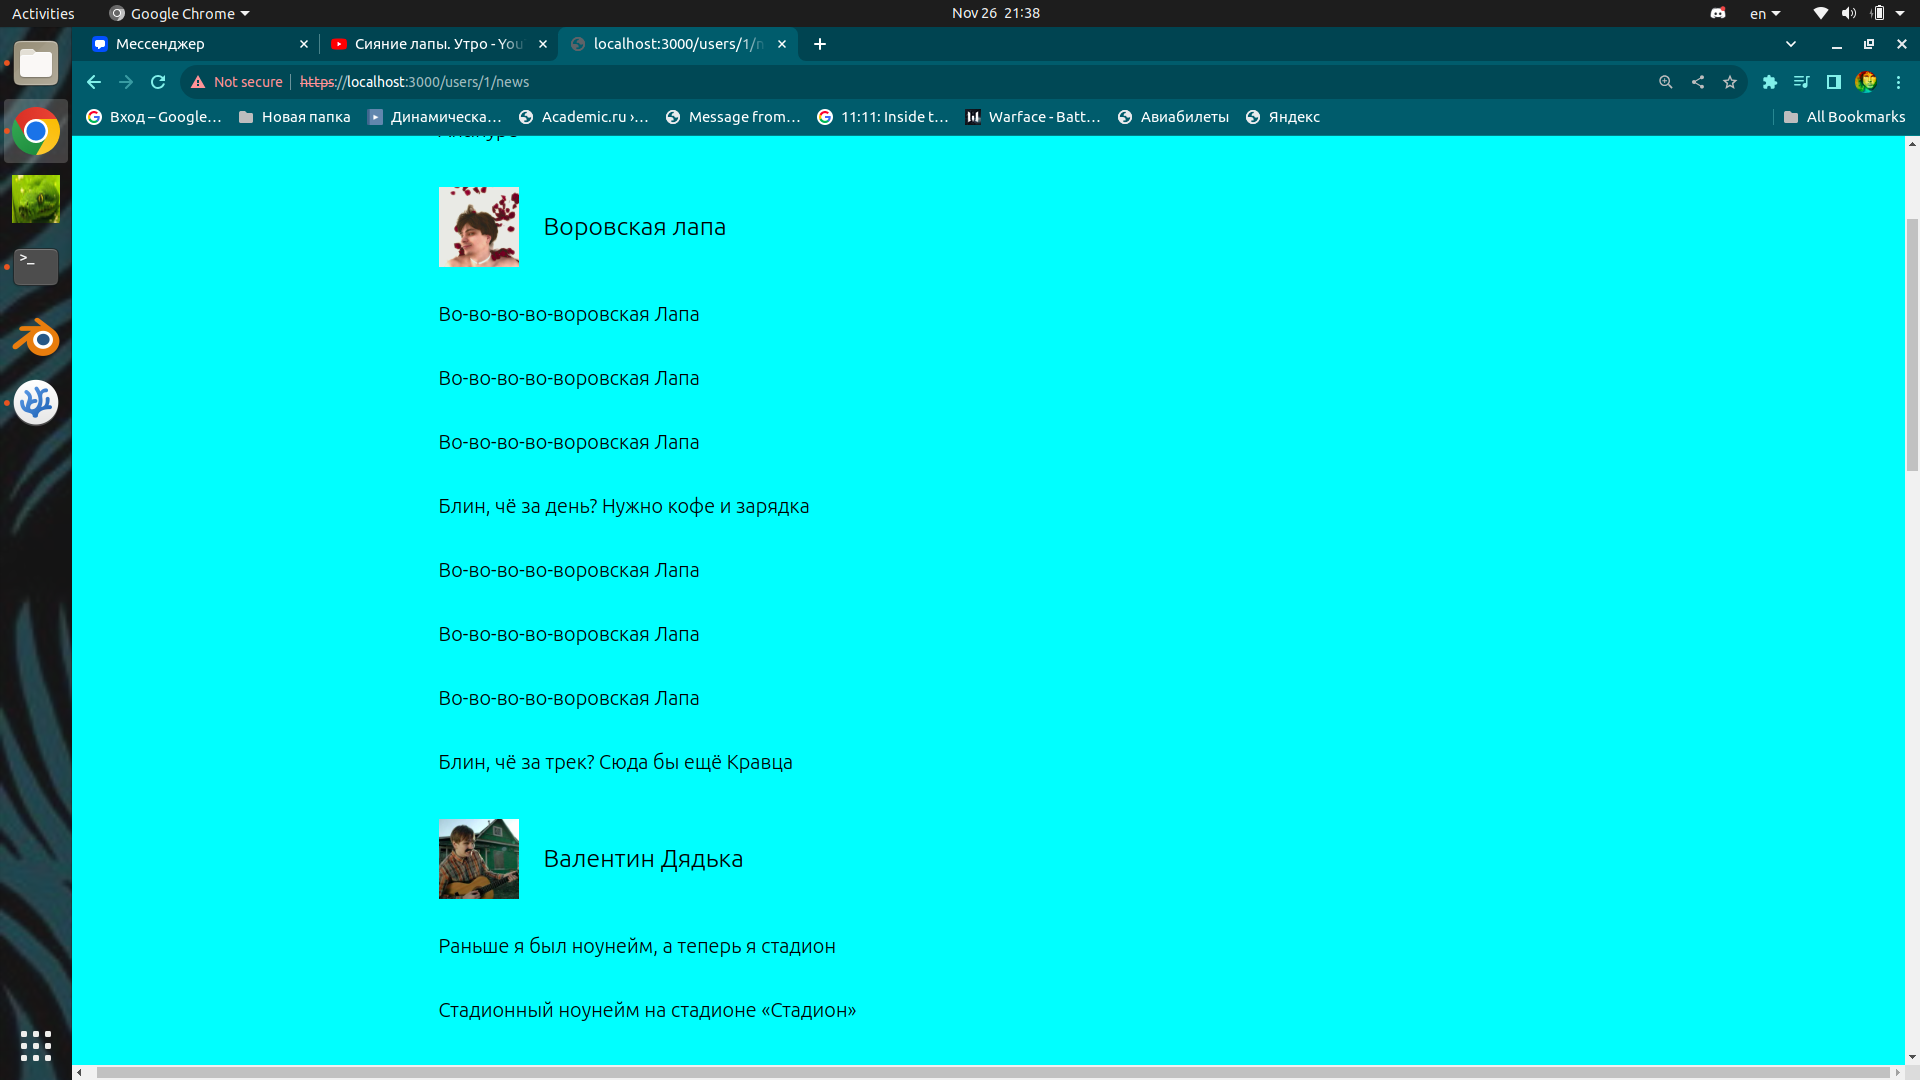 Activities
Google Chrome
Nov 26 21:38
en
Мессенджер
Сияние лапы. Утро - You
localhost:3000/users/1/n
Not secure
https://localhost:3000/users/1/news
Вход – Google…
Новая папка
Динамическа…
Academic.ru ›…
Message from…
11:11: Inside t…
Warface - Batt…
Авиабилеты
Яндекс
All Bookmarks
Воровская лапа
Во-во-во-во-воровская Лапа
Во-во-во-во-воровская Лапа
Во-во-во-во-воровская Лапа
Блин, чё за день? Нужно кофе и зарядка
Во-во-во-во-воровская Лапа
Во-во-во-во-воровская Лапа
Во-во-во-во-воровская Лапа
Блин, чё за трек? Сюда бы ещё Кравца
Валентин Дядька
Раньше я был ноунейм, а теперь я стадион
Стадионный ноунейм на стадионе «Стадион»